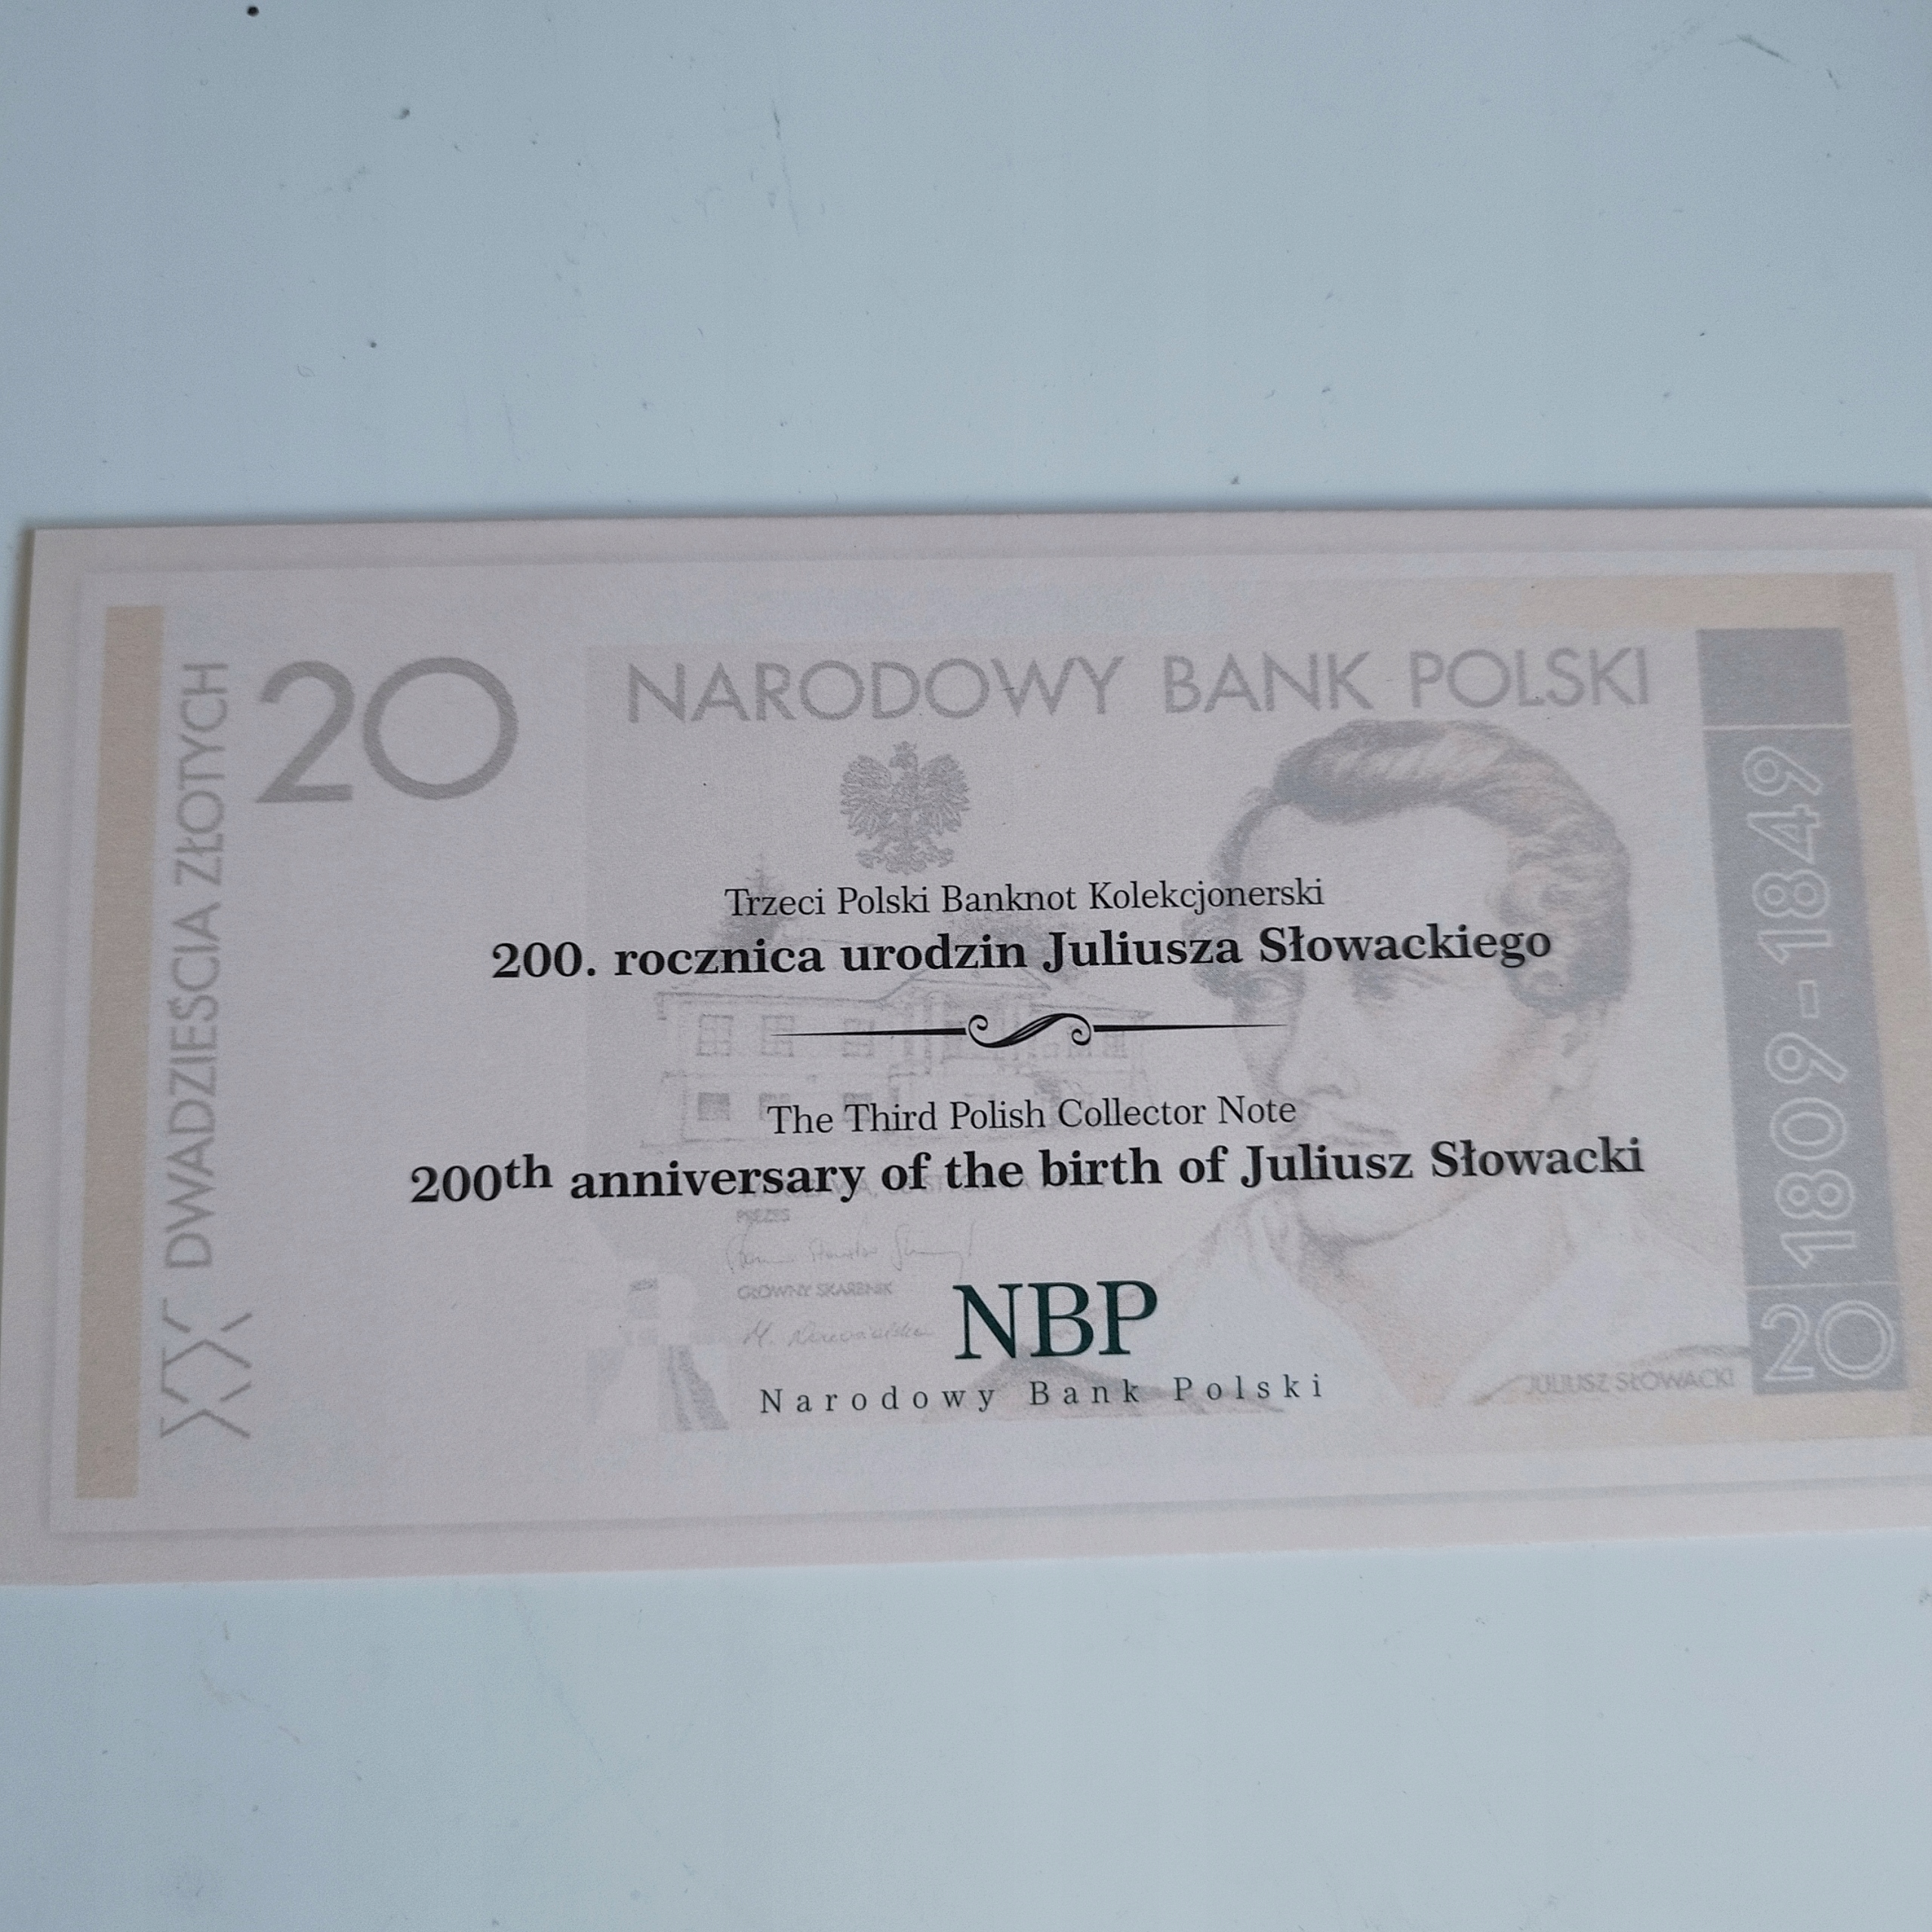 DWADZIEŚCIA ZŁOTYCH
20
NARODOWY BANK POLSKI
1809 - 1849
Trzeci Polski Banknot Kolekcjonerski
200. rocznica urodzin Juliusza Słowackiego
The Third Polish Collector Note
200th anniversary of the birth of Juliusz Słowacki
PREZES
GŁÓWNY SKARBNIK
NBP
Narodowy Bank Polski
JULIUSZ SŁOWACKI
20